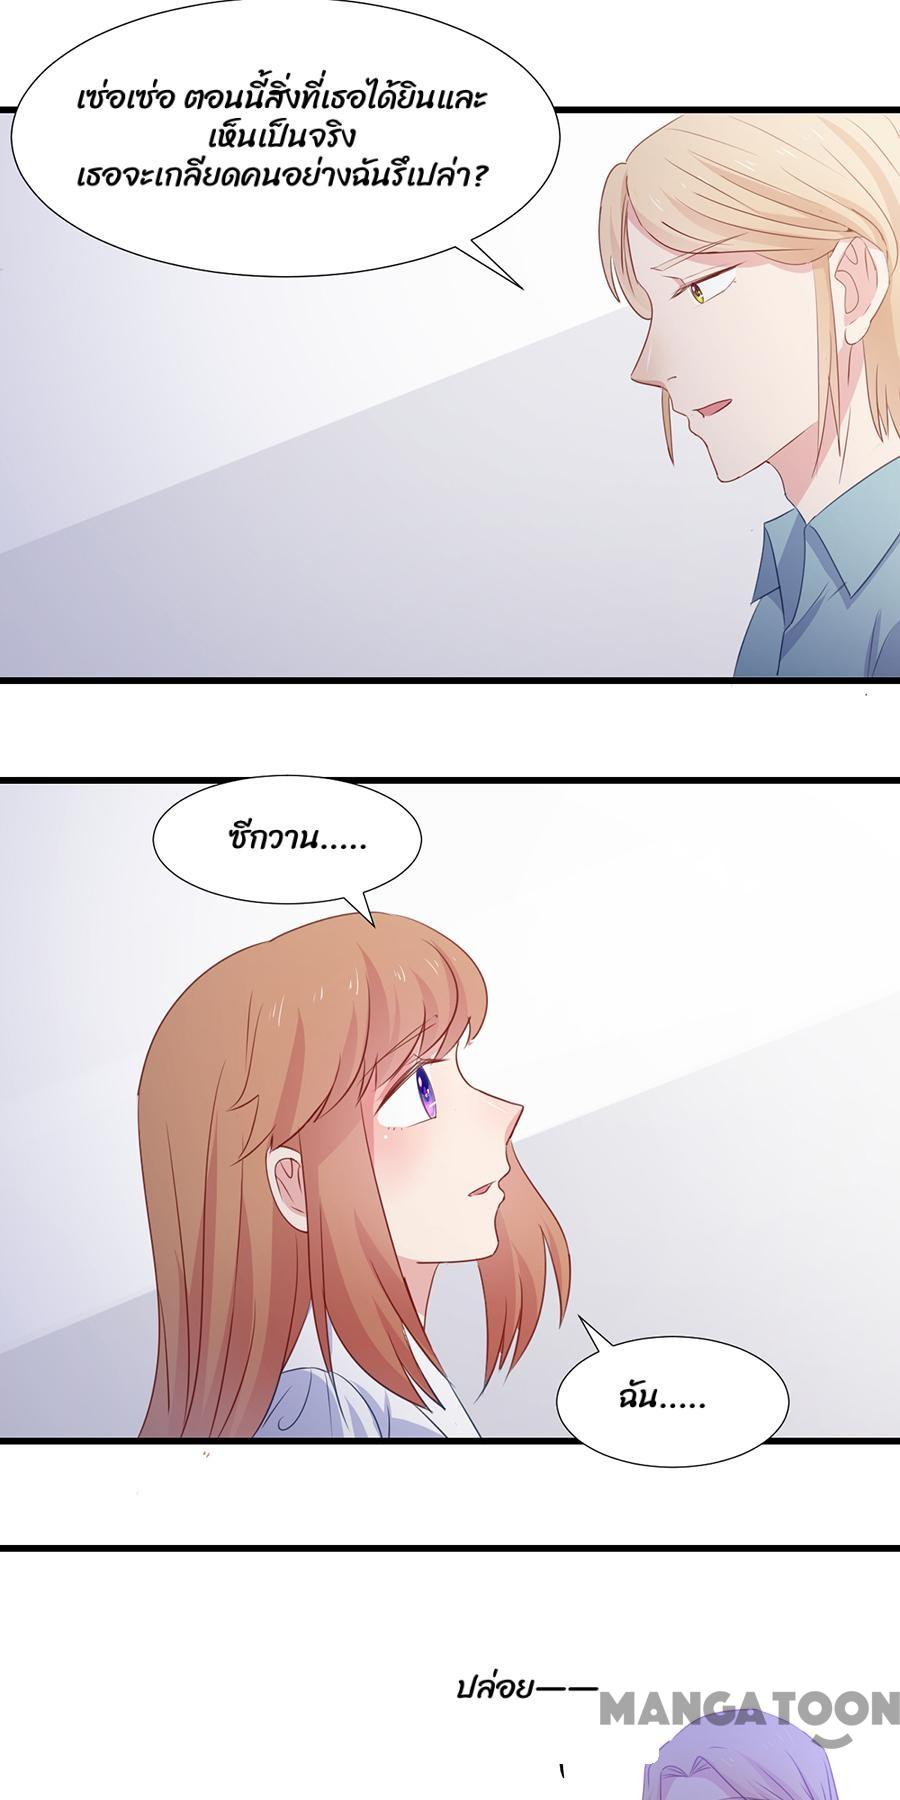 เซ่อเซ่อ ตอนนี้สิ่งที่เธอได้ยินและ
เห็นเป็นจริง
เธอจะเกลียดคนอย่างฉันรึเปล่า?
ซีกวาน.....
ฉัน.....
ปล่อย——
MANGATOON